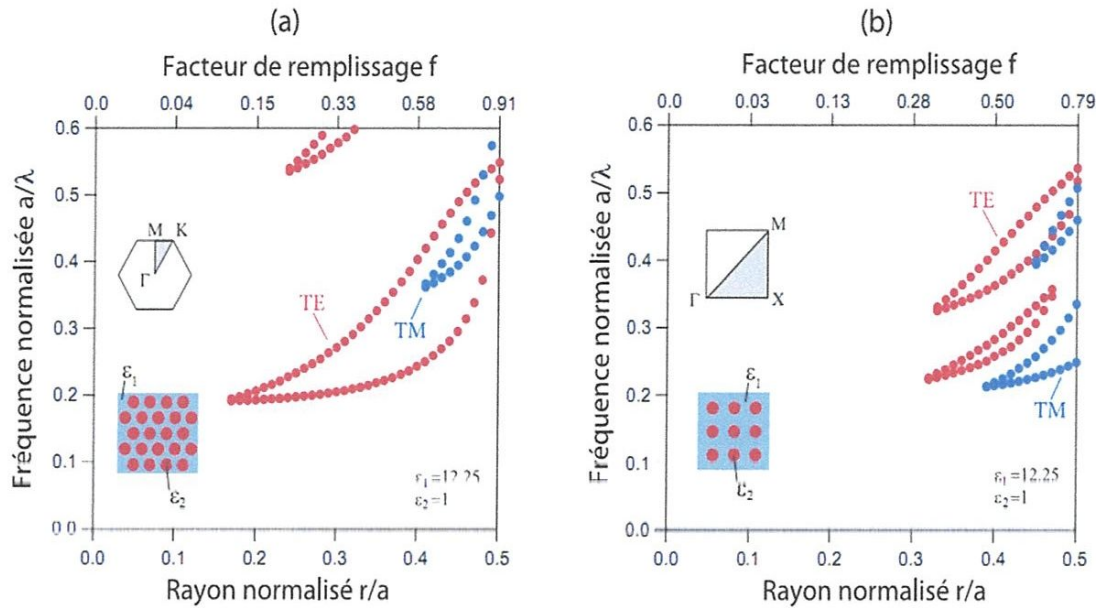 (a)
Facteur de remplissage f
0.0 0.04 0.15 0.33 0.58 0.91
Fréquence normalisée a/λ
0.6
0.5
0.4
0.3
0.2
0.1
0.0
M K
Γ
TE
TM
ε1
ε2
ε1=12.25
ε2=1
0.0 0.1 0.2 0.3 0.4 0.5
Rayon normalisé r/a
(b)
Facteur de remplissage f
0.0 0.03 0.13 0.28 0.50 0.79
Fréquence normalisée a/λ
0.6
0.5
0.4
0.3
0.2
0.1
0.0
M
Γ X
TE
TM
ε1
ε2
ε1=12.25
ε2=1
0.0 0.1 0.2 0.3 0.4 0.5
Rayon normalisé r/a